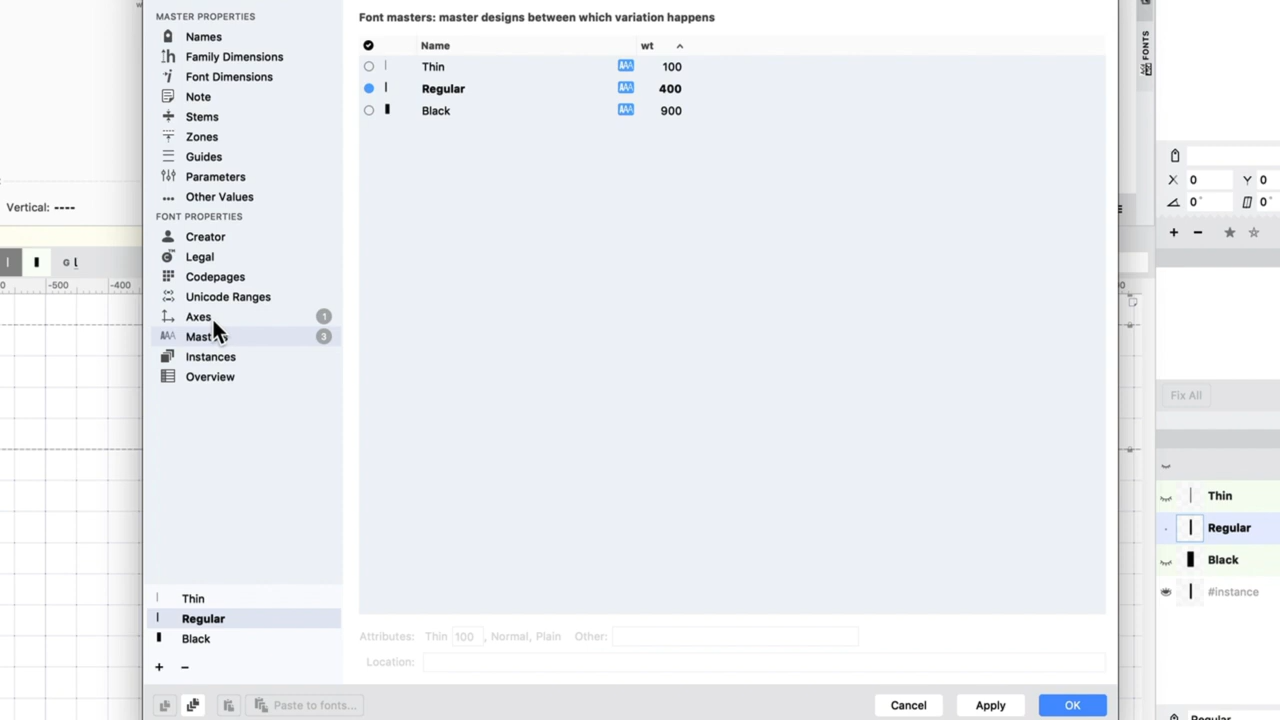 MASTER PROPERTIES
Names
Family Dimensions
Font Dimensions
Note
Stems
Zones
Guides
Parameters
Other Values
FONT PROPERTIES
Creator
Legal
Codepages
Unicode Ranges
Axes 1
3
Instances
Overview
Thin
Regular
Black
+ −
Font masters: master designs between which variation happens
Name wt
Thin 100
Regular 400
Black 900
Attributes: Thin 100 , Normal, Plain Other:
Location:
Paste to fonts...
Cancel Apply OK
Vertical: ----
G l
-500 -400
FONTS
X 0 Y 0
0° 0°
+ −
Fix All
Thin
Regular
Black
#instance
Regular